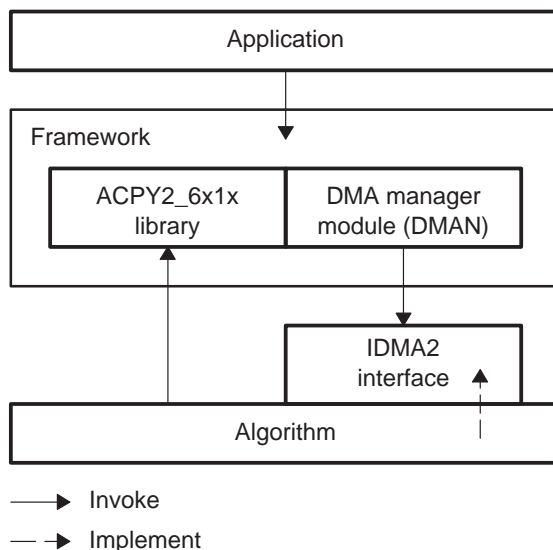 Application
Framework
ACPY2_6x1x
library
DMA manager
module (DMAN)
IDMA2
interface
Algorithm
Invoke
Implement